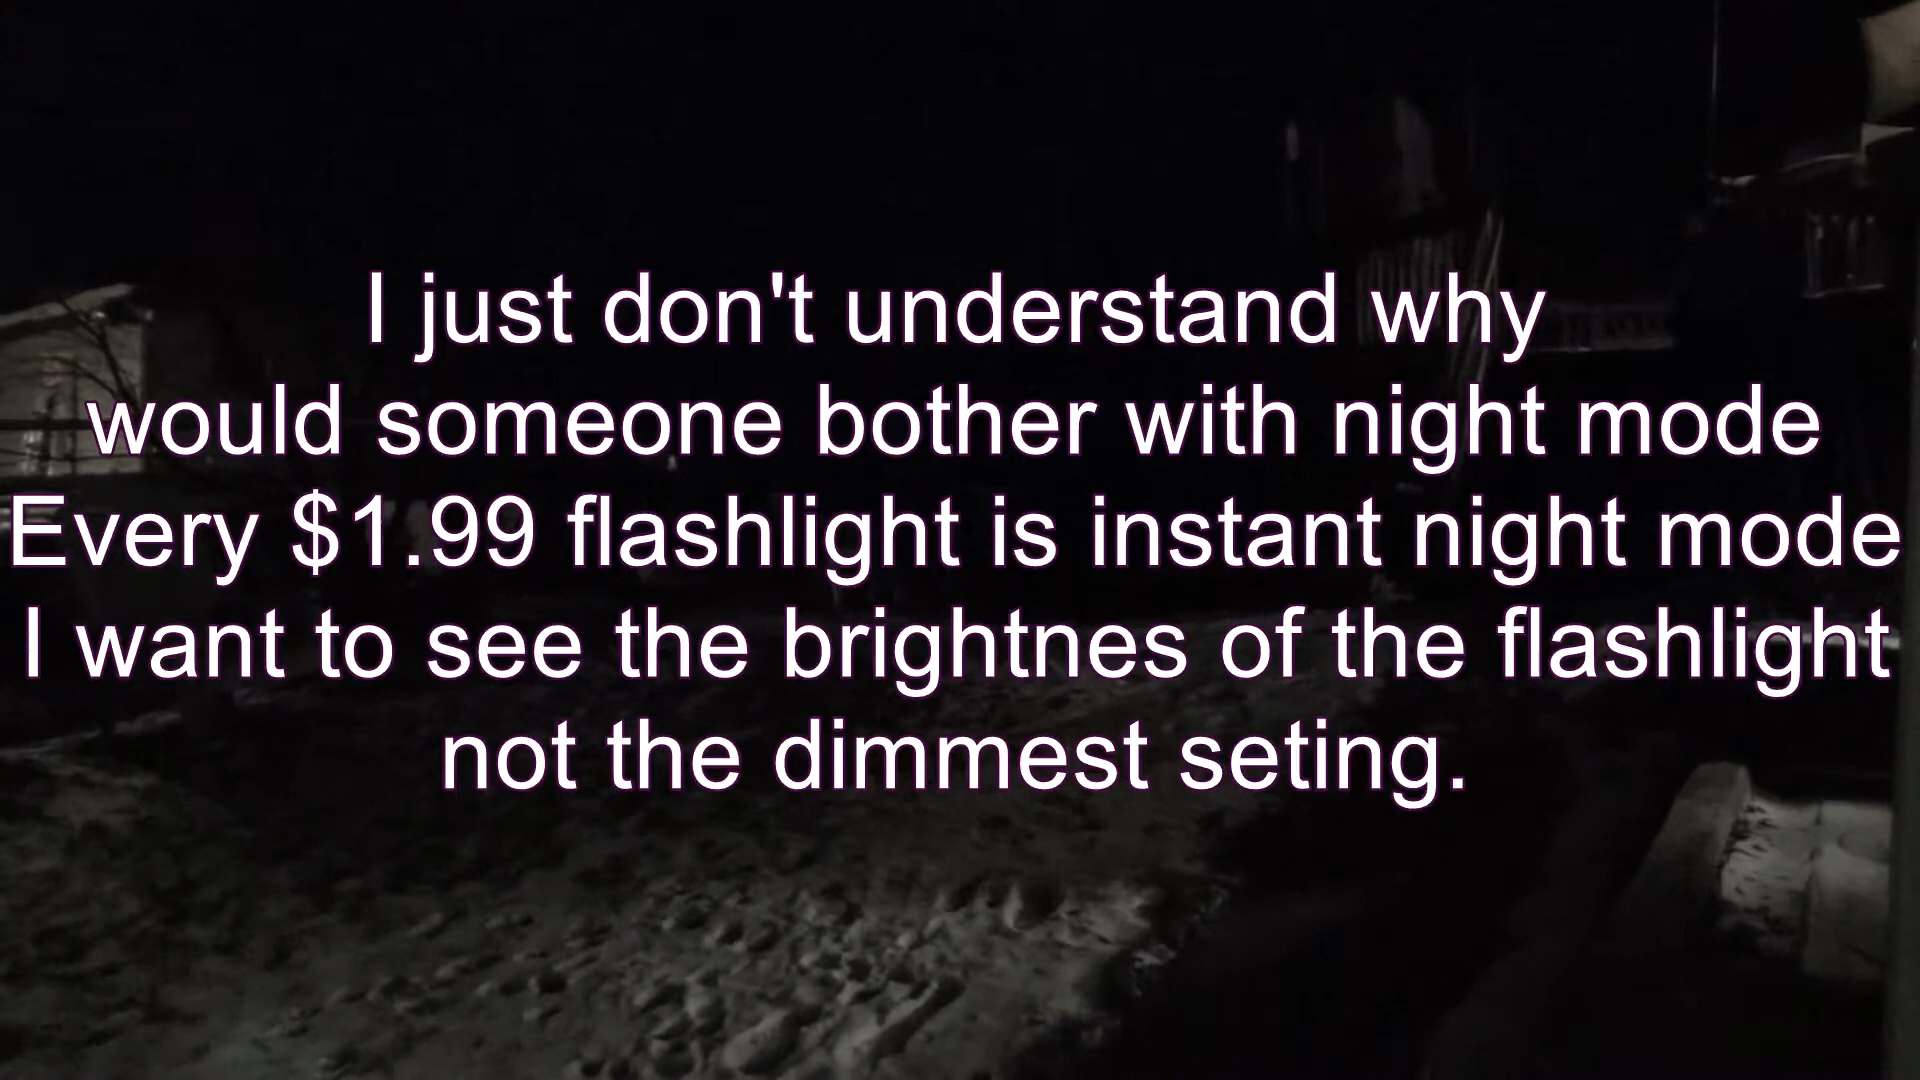 I just don't understand why
would someone bother with night mode
Every $1.99 flashlight is instant night mode
I want to see the brightnes of the flashlight
not the dimmest seting.